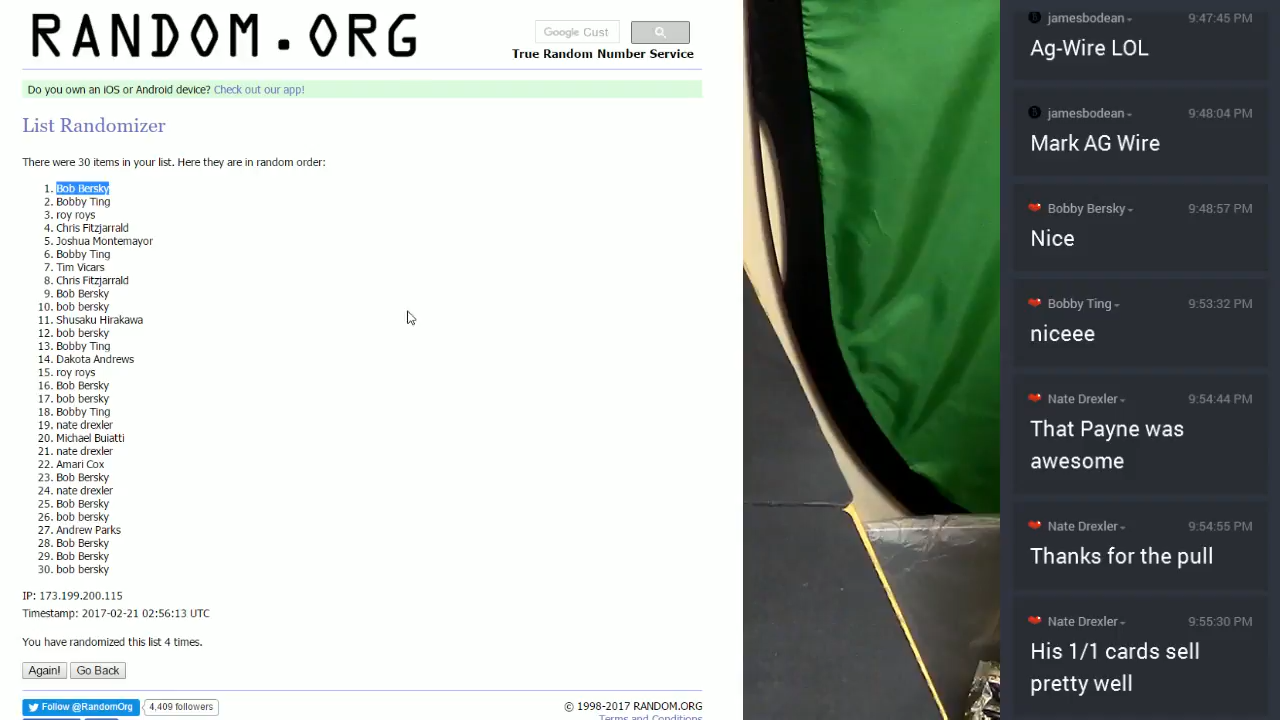 RANDOM.ORG
Google Cust
True Random Number Service
Do you own an iOS or Android device? Check out our app!
List Randomizer
There were 30 items in your list. Here they are in random order:
1. Bob Bersky
2. Bobby Ting
3. roy roys
4. Chris Fitzjarrald
5. Joshua Montemayor
6. Bobby Ting
7. Tim Vicars
8. Chris Fitzjarrald
9. Bob Bersky
10. bob bersky
11. Shusaku Hirakawa
12. bob bersky
13. Bobby Ting
14. Dakota Andrews
15. roy roys
16. Bob Bersky
17. bob bersky
18. Bobby Ting
19. nate drexler
20. Michael Buiatti
21. nate drexler
22. Amari Cox
23. Bob Bersky
24. nate drexler
25. Bob Bersky
26. bob bersky
27. Andrew Parks
28. Bob Bersky
29. Bob Bersky
30. bob bersky
IP: 173.199.200.115
Timestamp: 2017-02-21 02:56:13 UTC
You have randomized this list 4 times.
Again! Go Back
Follow @RandomOrg 4,409 followers
© 1998-2017 RANDOM.ORG
Terms and Conditions
jamesbodean 9:47:45 PM
Ag-Wire LOL
jamesbodean 9:48:04 PM
Mark AG Wire
Bobby Bersky 9:48:57 PM
Nice
Bobby Ting 9:53:32 PM
niceee
Nate Drexler 9:54:44 PM
That Payne was
awesome
Nate Drexler 9:54:55 PM
Thanks for the pull
Nate Drexler 9:55:30 PM
His 1/1 cards sell
pretty well